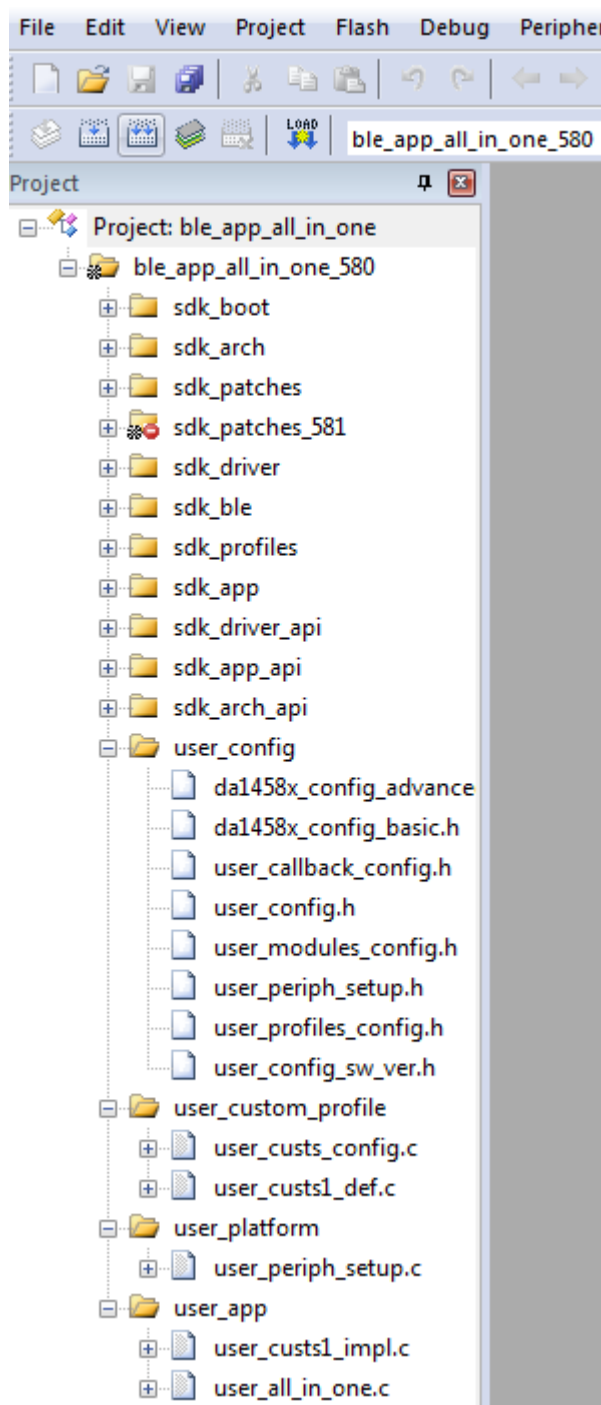 File Edit View Project Flash Debug Peripher
LOAD
ble_app_all_in_one_580
Project
Project: ble_app_all_in_one
ble_app_all_in_one_580
sdk_boot
sdk_arch
sdk_patches
sdk_patches_581
sdk_driver
sdk_ble
sdk_profiles
sdk_app
sdk_driver_api
sdk_app_api
sdk_arch_api
user_config
da1458x_config_advance
da1458x_config_basic.h
user_callback_config.h
user_config.h
user_modules_config.h
user_periph_setup.h
user_profiles_config.h
user_config_sw_ver.h
user_custom_profile
user_custs_config.c
user_custs1_def.c
user_platform
user_periph_setup.c
user_app
user_custs1_impl.c
user_all_in_one.c